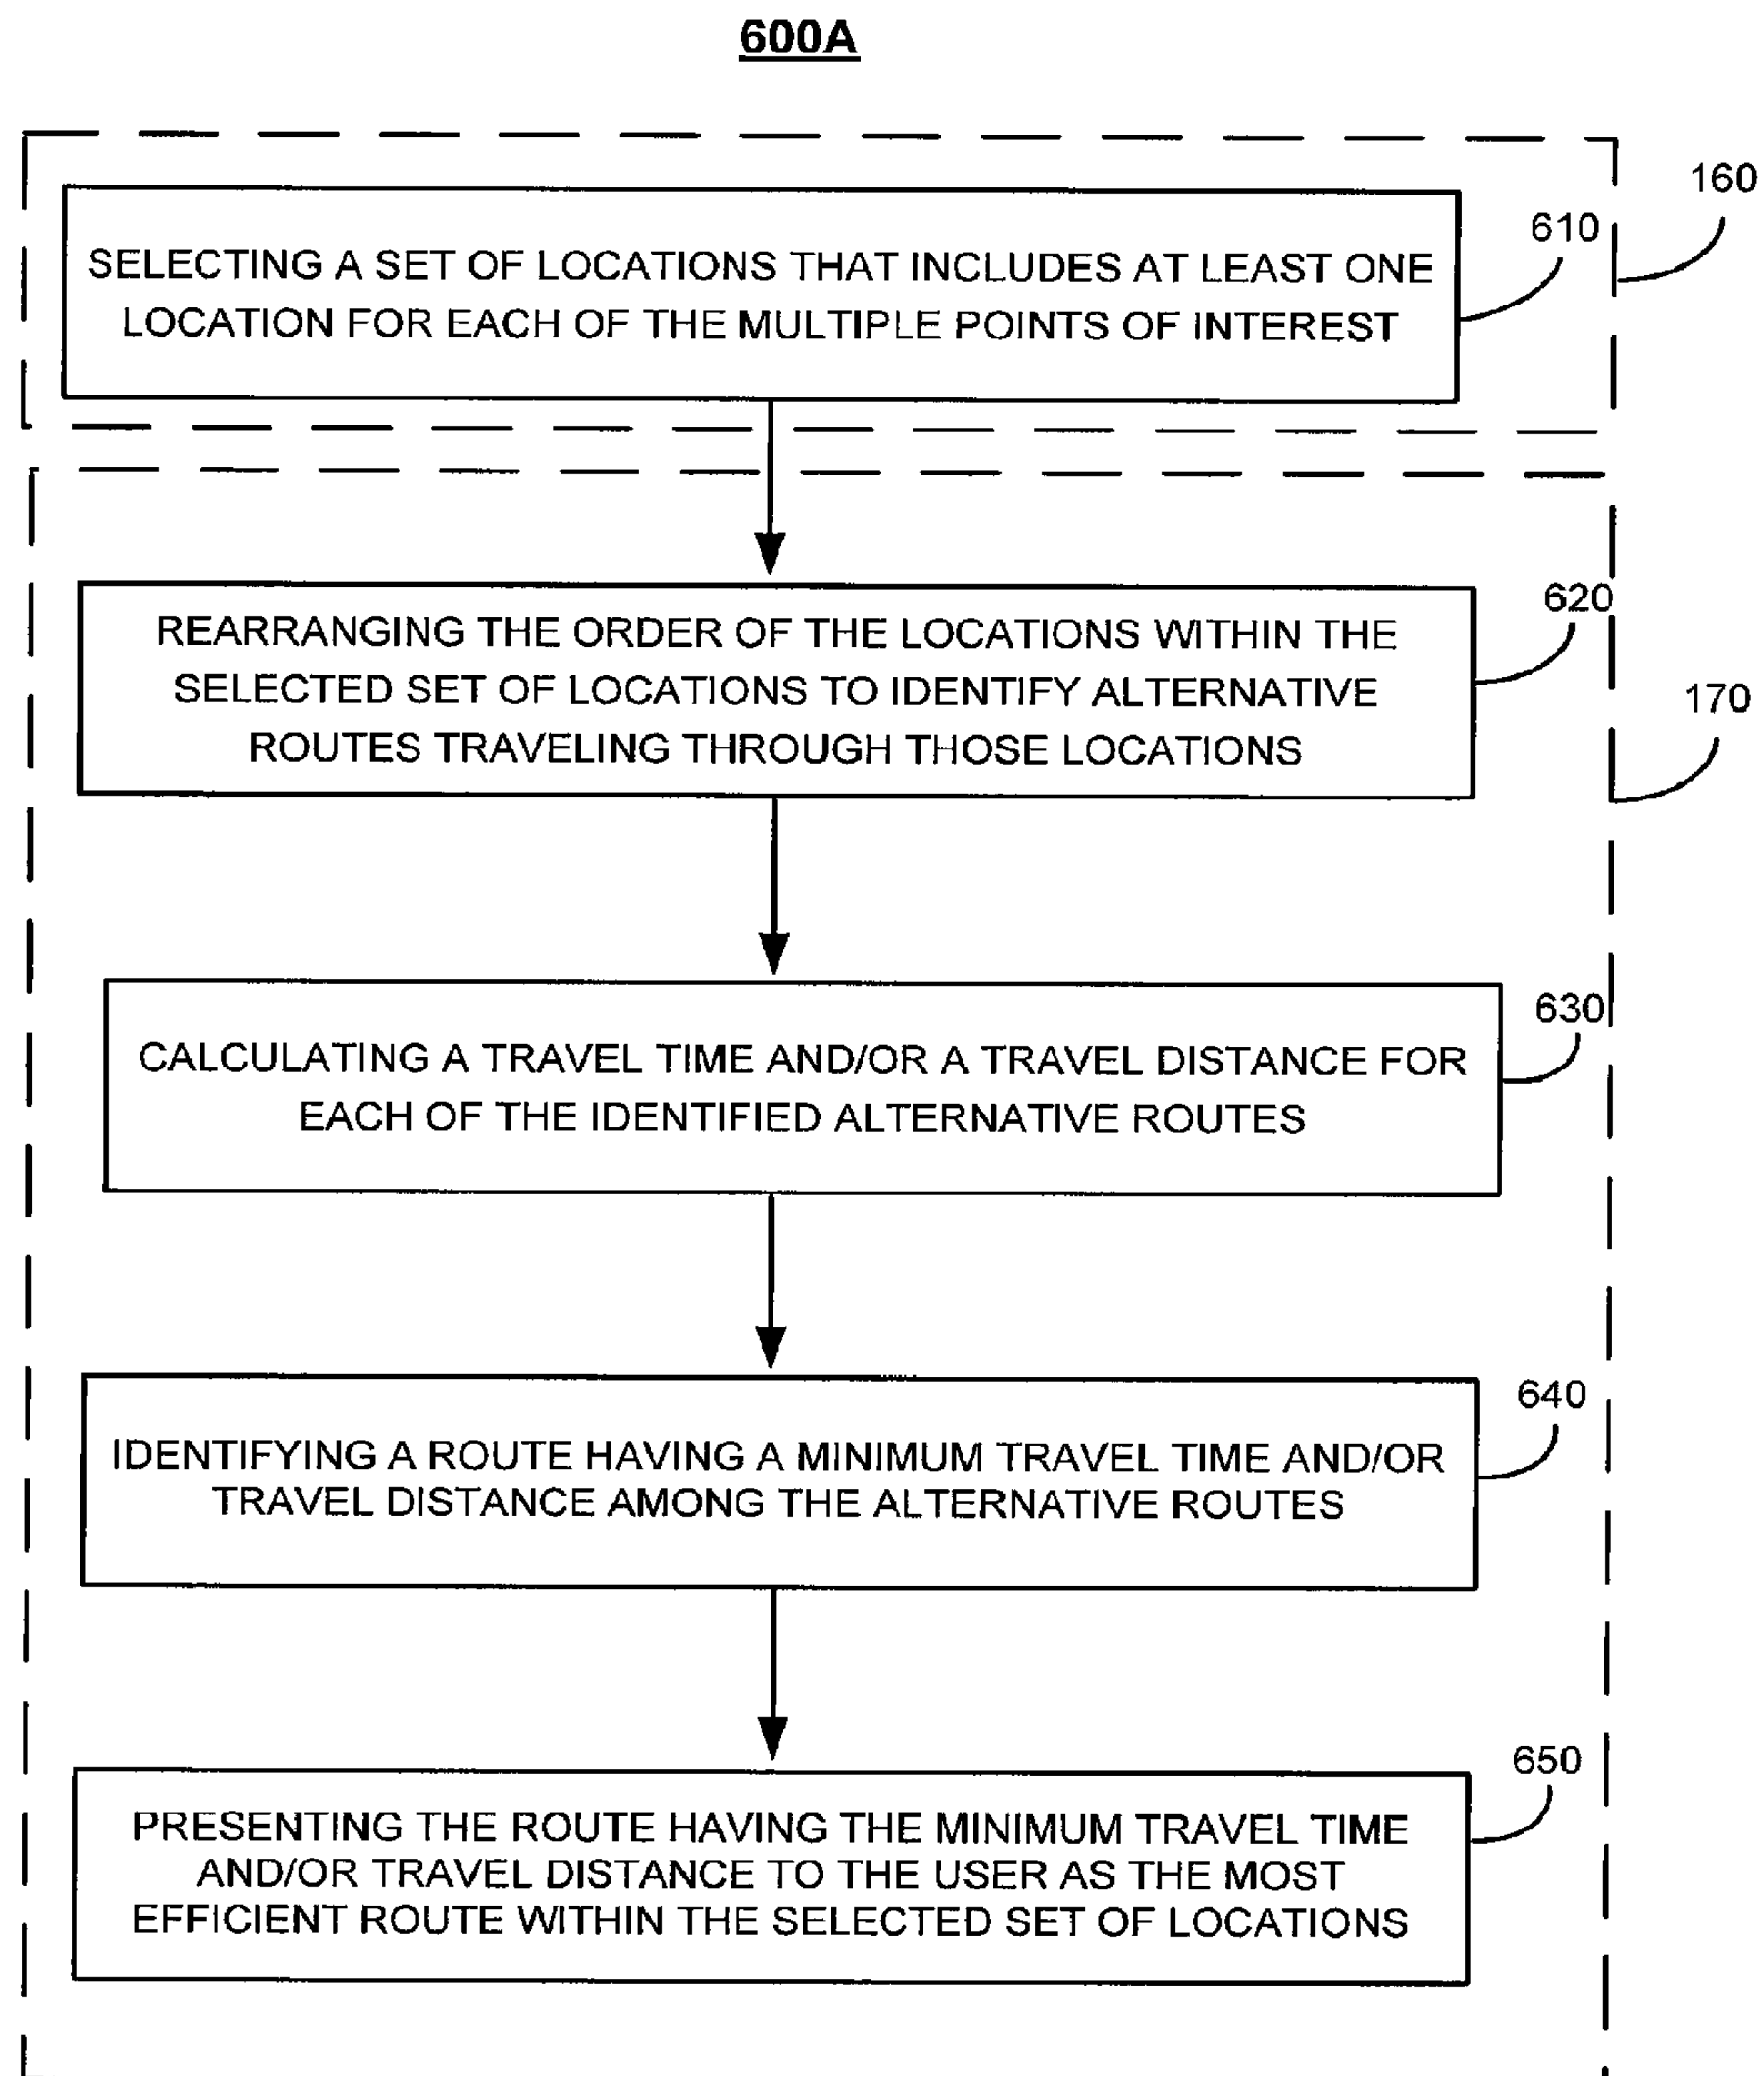 600A
160
610
SELECTING A SET OF LOCATIONS THAT INCLUDES AT LEAST ONE
LOCATION FOR EACH OF THE MULTIPLE POINTS OF INTEREST
620
REARRANGING THE ORDER OF THE LOCATIONS WITHIN THE
SELECTED SET OF LOCATIONS TO IDENTIFY ALTERNATIVE
ROUTES TRAVELING THROUGH THOSE LOCATIONS
170
630
CALCULATING A TRAVEL TIME AND/OR A TRAVEL DISTANCE FOR
EACH OF THE IDENTIFIED ALTERNATIVE ROUTES
640
IDENTIFYING A ROUTE HAVING A MINIMUM TRAVEL TIME AND/OR
TRAVEL DISTANCE AMONG THE ALTERNATIVE ROUTES
650
PRESENTING THE ROUTE HAVING THE MINIMUM TRAVEL TIME
AND/OR TRAVEL DISTANCE TO THE USER AS THE MOST
EFFICIENT ROUTE WITHIN THE SELECTED SET OF LOCATIONS